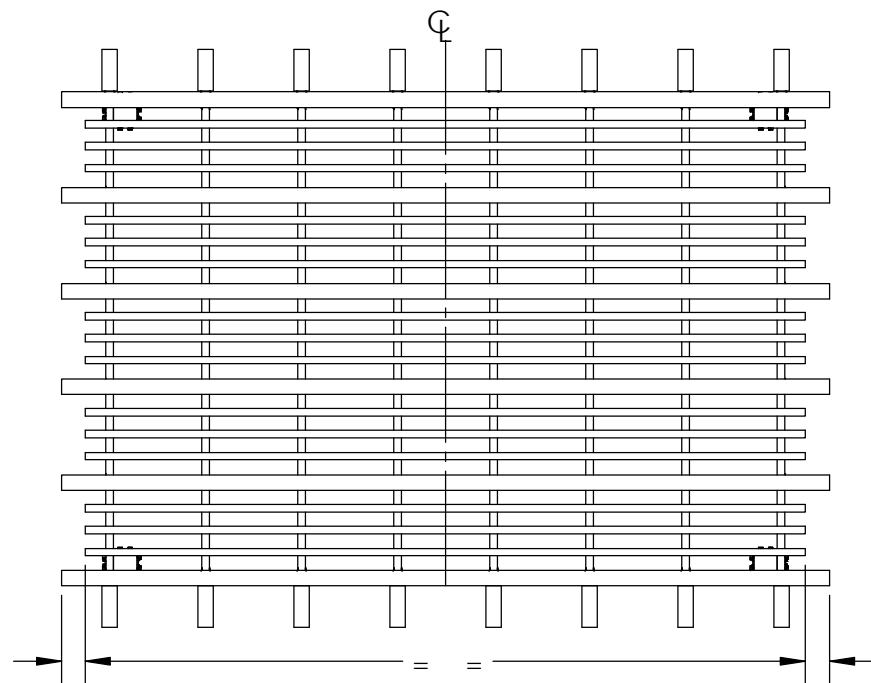 ℄
= =